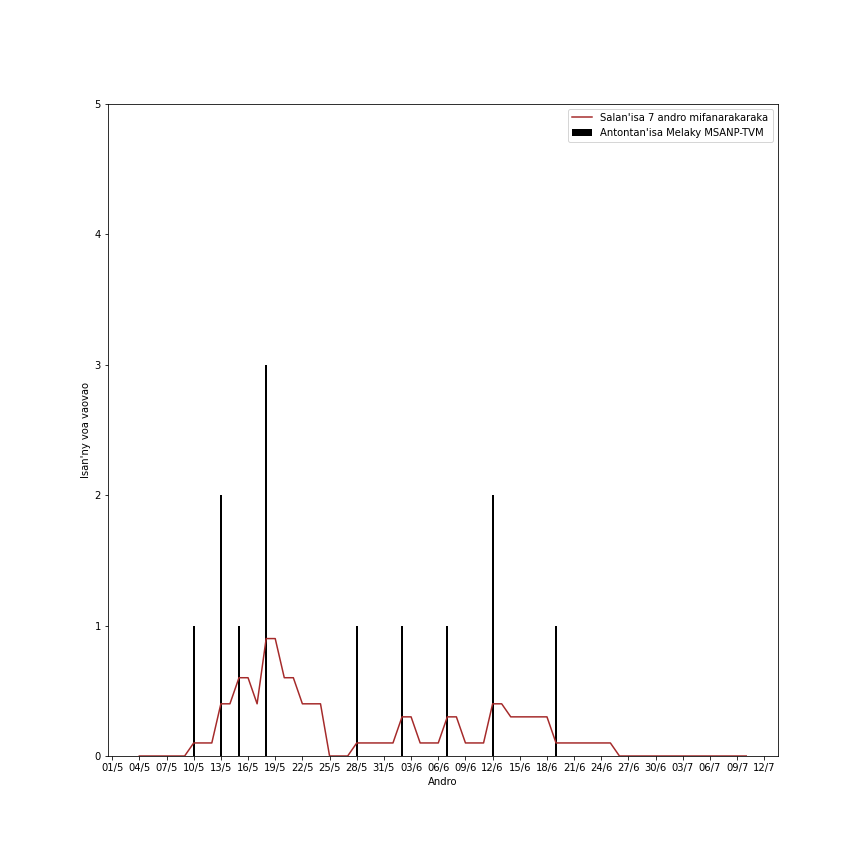 5
Salan'isa 7 andro mifanarakaraka
Antontan'isa Melaky MSANP-TVM
4
3
Isan'ny voa vaovao
2
1
0
01/5 04/5 07/5 10/5 13/5 16/5 19/5 22/5 25/5 28/5 31/5 03/6 06/6 09/6 12/6 15/6 18/6 21/6 24/6 27/6 30/6 03/7 06/7 09/7 12/7
Andro